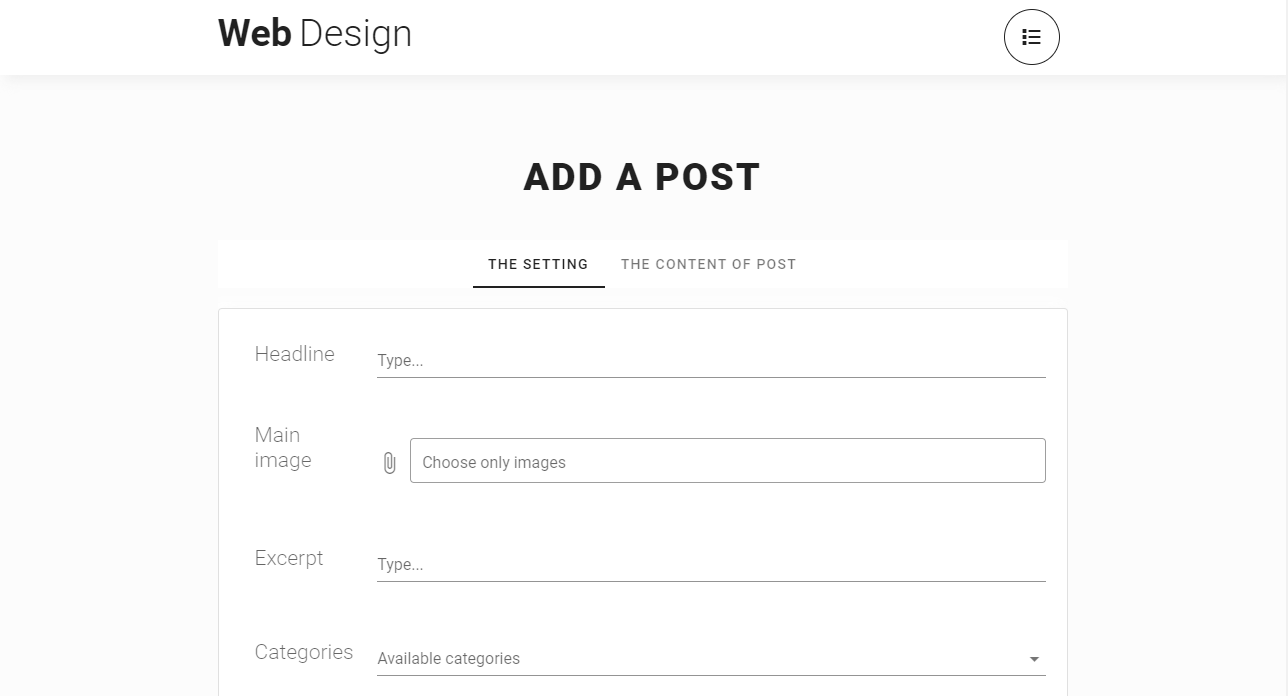 Web Design
ADD A POST
THE SETTING THE CONTENT OF POST
Headline Type...
Main
image
Choose only images
Excerpt Type...
Categories Available categories